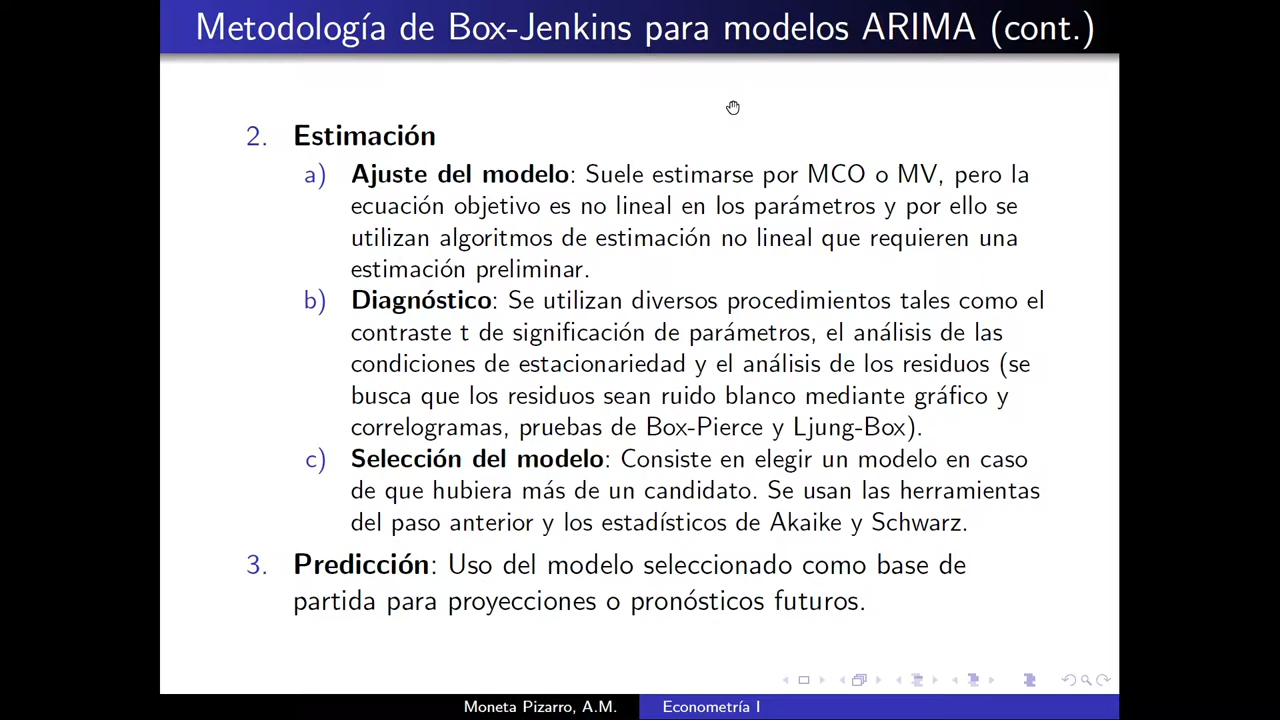 Metodología de Box-Jenkins para modelos ARIMA (cont.)
2. Estimación
a) Ajuste del modelo: Suele estimarse por MCO o MV, pero la
ecuación objetivo es no lineal en los parámetros y por ello se
utilizan algoritmos de estimación no lineal que requieren una
estimación preliminar.
b) Diagnóstico: Se utilizan diversos procedimientos tales como el
contraste t de significación de parámetros, el análisis de las
condiciones de estacionariedad y el análisis de los residuos (se
busca que los residuos sean ruido blanco mediante gráfico y
correlogramas, pruebas de Box-Pierce y Ljung-Box).
c) Selección del modelo: Consiste en elegir un modelo en caso
de que hubiera más de un candidato. Se usan las herramientas
del paso anterior y los estadísticos de Akaike y Schwarz.
3. Predicción: Uso del modelo seleccionado como base de
partida para proyecciones o pronósticos futuros.
Moneta Pizarro, A.M. Econometría I